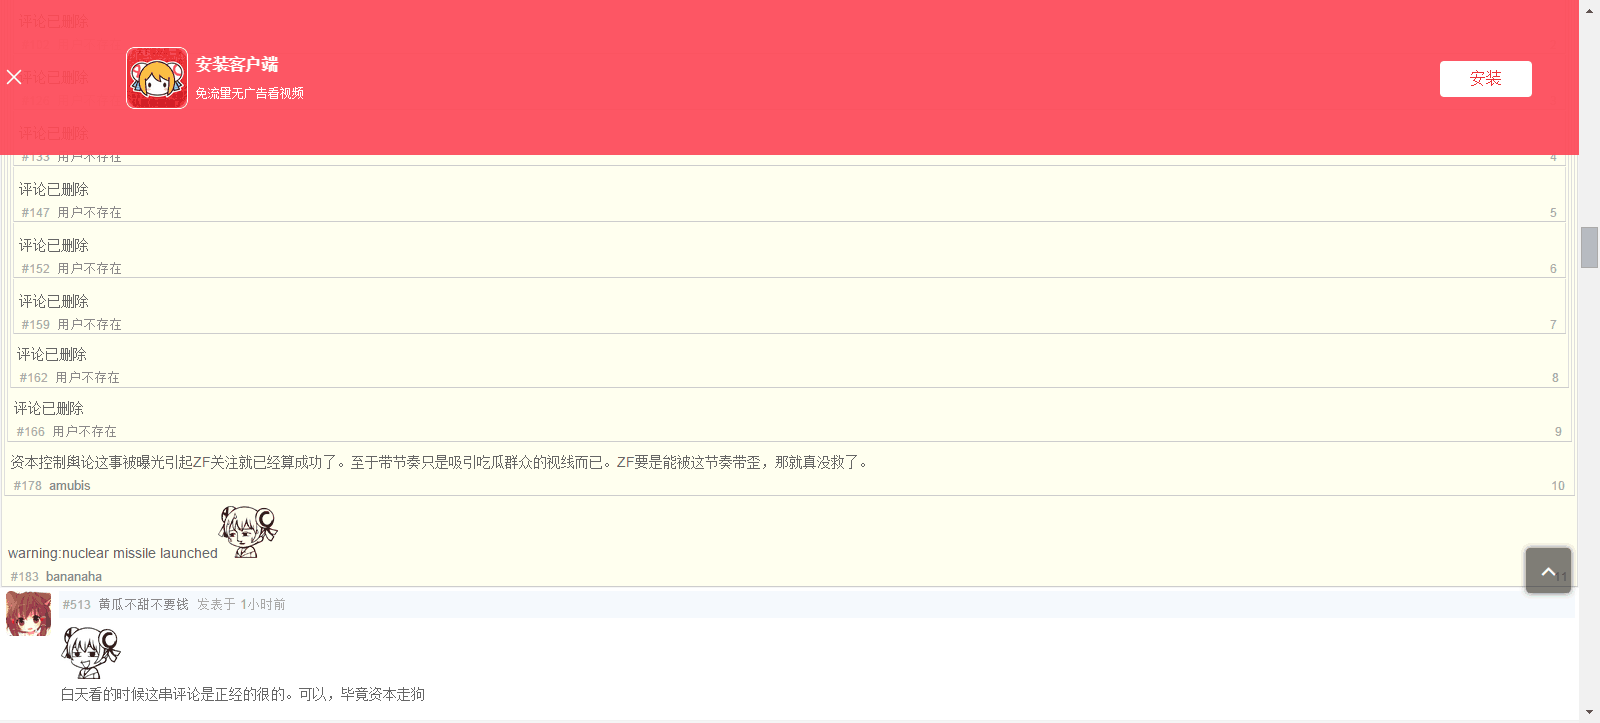 评论已删除
安装客户端
免流量无广告看视频
安装
评论已删除
评论已删除
#133 用户不存在 4
评论已删除
#147 用户不存在 5
评论已删除
#152 用户不存在 6
评论已删除
#159 用户不存在 7
评论已删除
#162 用户不存在 8
评论已删除
#166 用户不存在 9
资本控制舆论这事被曝光引起ZF关注就已经算成功了。至于带节奏只是吸引吃瓜群众的视线而已。ZF要是能被这节奏带歪，那就真没救了。
#178 amubis 10
warning:nuclear missile launched
#183 bananaha 11
#513 黄瓜不甜不要钱 发表于 1小时前
白天看的时候这串评论是正经的很的。可以，毕竟资本走狗